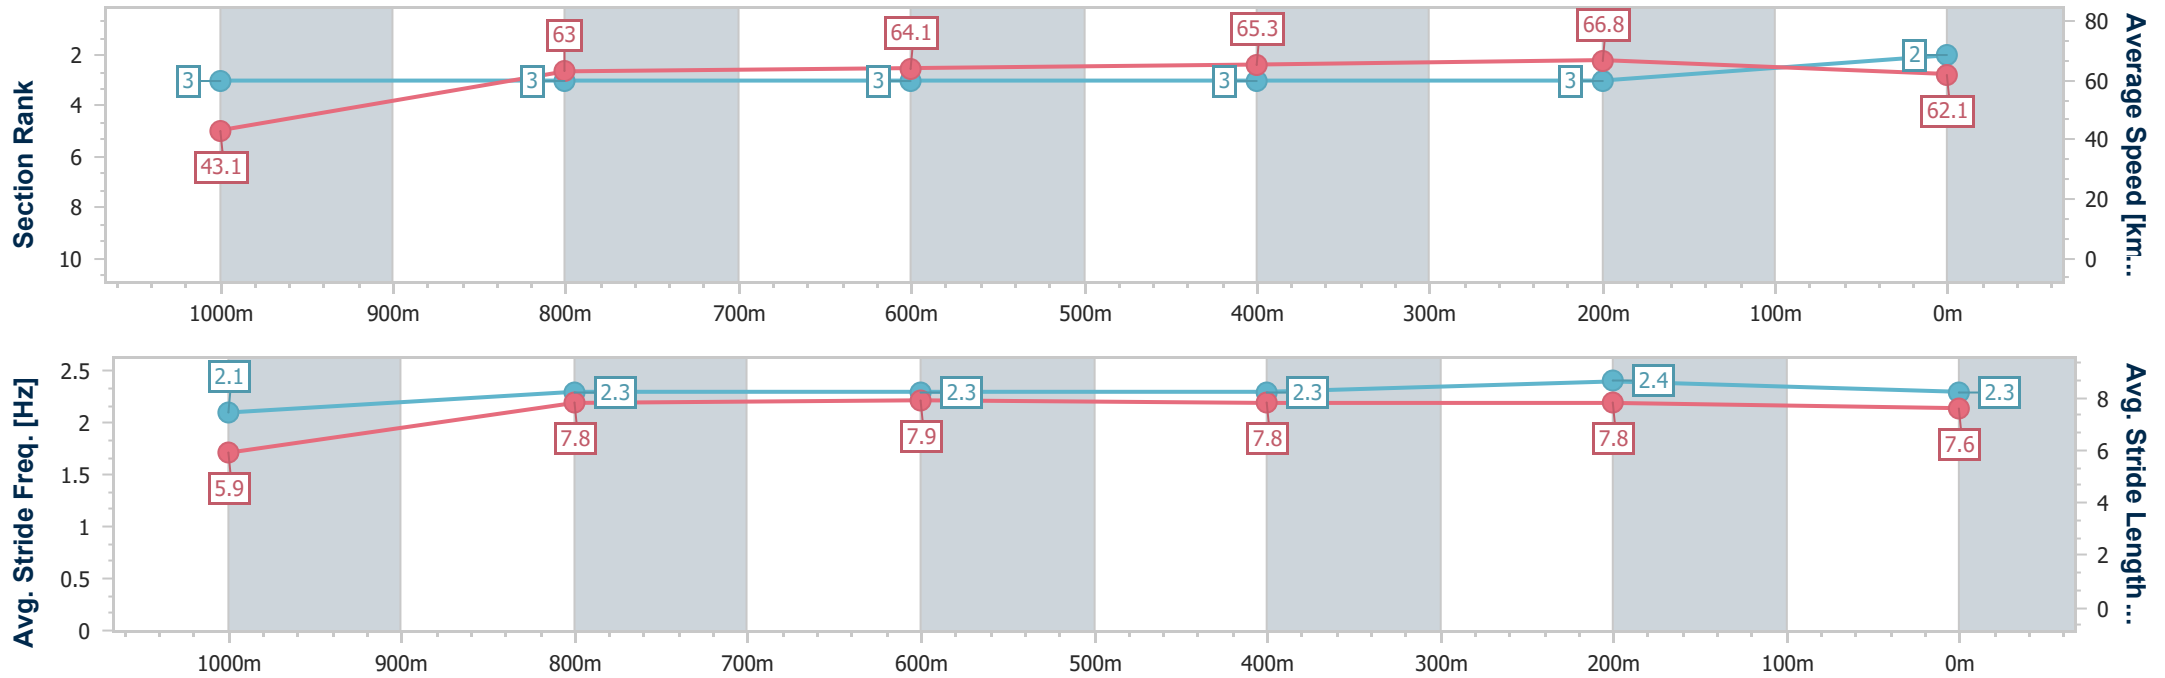 Section Rank
2
4
6
8
10
3
3
3
3
3
2
43.1
63
64.1
65.3
66.8
62.1
80
60
40
20
0
Average Speed [km...
1000m
900m
800m
700m
600m
500m
400m
300m
200m
100m
0m
Avg. Stride Freq. [Hz]
2.5
2
1.5
1
0.5
0
2.1
2.3
2.3
2.3
2.4
2.3
5.9
7.8
7.9
7.8
7.8
7.6
8
6
4
2
0
Avg. Stride Length ...
1000m
900m
800m
700m
600m
500m
400m
300m
200m
100m
0m